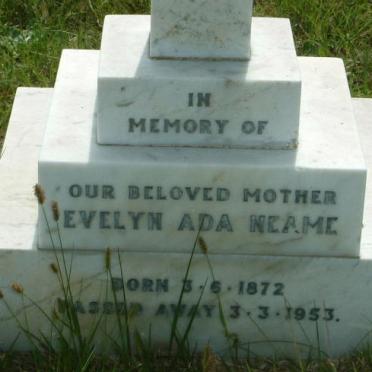 IN
MEMORY OF
OUR BELOVED MOTHER
EVELYN ADA NEAME
BORN 3·6·1872
PASSED AWAY 3·3·1953.